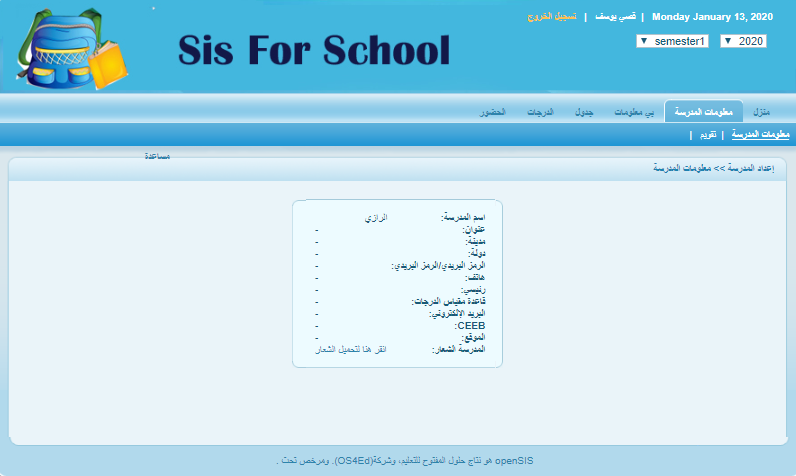 Monday January 13, 2020 | قصي يوسف | تسجيل الخروج
Sis For School
2020 semester1
منزل معلومات المدرسة بي معلومات جدول الدرجات الحضور
معلومات المدرسة | تقويم |
مساعدة
إعداد المدرسة >> معلومات المدرسة
اسم المدرسة: الرازي
عنوان: -
مدينة: -
دولة: -
الرمز البريدي/الرمز البريدي: -
هاتف: -
رئيسي: -
قاعدة مقياس الدرجات: -
البريد الإلكتروني: -
CEEB: -
الموقع: -
المدرسة الشعار: انقر هنا لتحميل الشعار
openSIS هو نتاج حلول المفتوح للتعليم، وشركة(OS4Ed). ومرخص تحت .